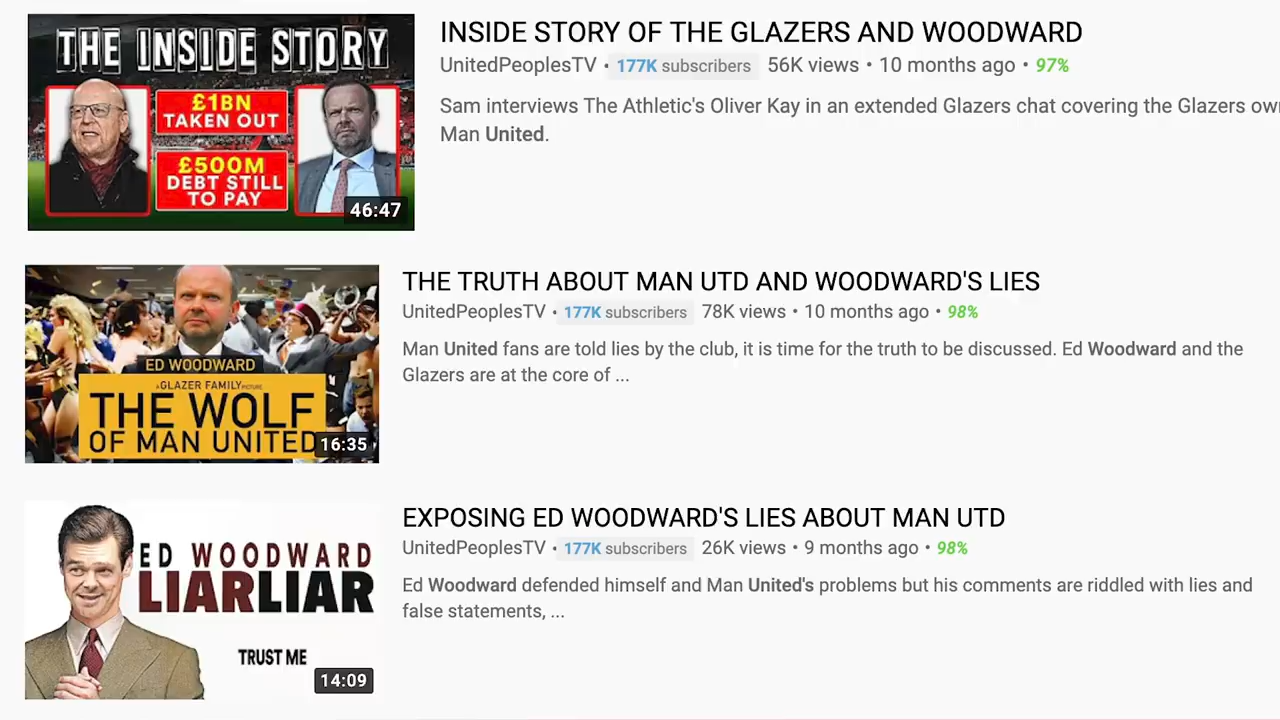 THE INSIDE STORY
£1BN
TAKEN OUT
£500M
DEBT STILL
TO PAY
46:47
INSIDE STORY OF THE GLAZERS AND WOODWARD
UnitedPeoplesTV • 177K subscribers 56K views • 10 months ago • 97%
Sam interviews The Athletic's Oliver Kay in an extended Glazers chat covering the Glazers own
Man United.
ED WOODWARD
A GLAZER FAMILY PICTURE
THE WOLF
OF MAN UNITED
16:35
THE TRUTH ABOUT MAN UTD AND WOODWARD'S LIES
UnitedPeoplesTV • 177K subscribers 78K views • 10 months ago • 98%
Man United fans are told lies by the club, it is time for the truth to be discussed. Ed Woodward and the
Glazers are at the core of ...
ED WOODWARD
LIARLIAR
TRUST ME
14:09
EXPOSING ED WOODWARD'S LIES ABOUT MAN UTD
UnitedPeoplesTV • 177K subscribers 26K views • 9 months ago • 98%
Ed Woodward defended himself and Man United's problems but his comments are riddled with lies and
false statements, ...